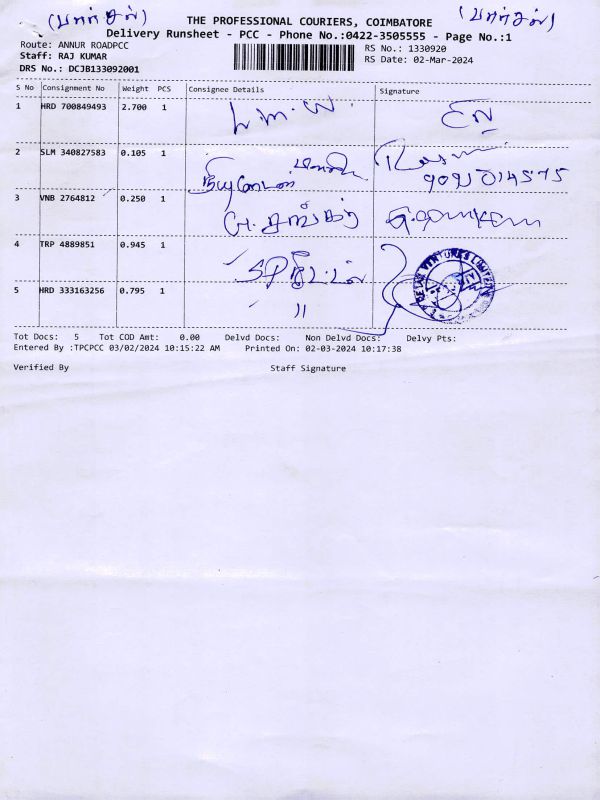 (பார்சல்)
(பார்சல்)
THE PROFESSIONAL COURIERS, COIMBATORE
Delivery Runsheet - PCC - Phone No.:0422-3505555 - Page No.:1
Route: ANNUR ROADPCC
RS No.: 1330920
Staff: RAJ KUMAR
RS Date: 02-Mar-2024
DRS No.: DCJB133092001
S No Consignment No Weight PCS Consignee Details Signature
1 HRD 700849493 2.700 1
2 SLM 340827583 0.105 1
3 VNB 2764812 0.250 1
4 TRP 4889851 0.945 1
5 HRD 333163256 0.795 1 "
Tot Docs: 5 Tot COD Amt: 0.00 Delvd Docs: Non Delvd Docs: Delvy Pts:
Entered By :TPCPCC 03/02/2024 10:15:22 AM Printed On: 02-03-2024 10:17:38
Verified By Staff Signature